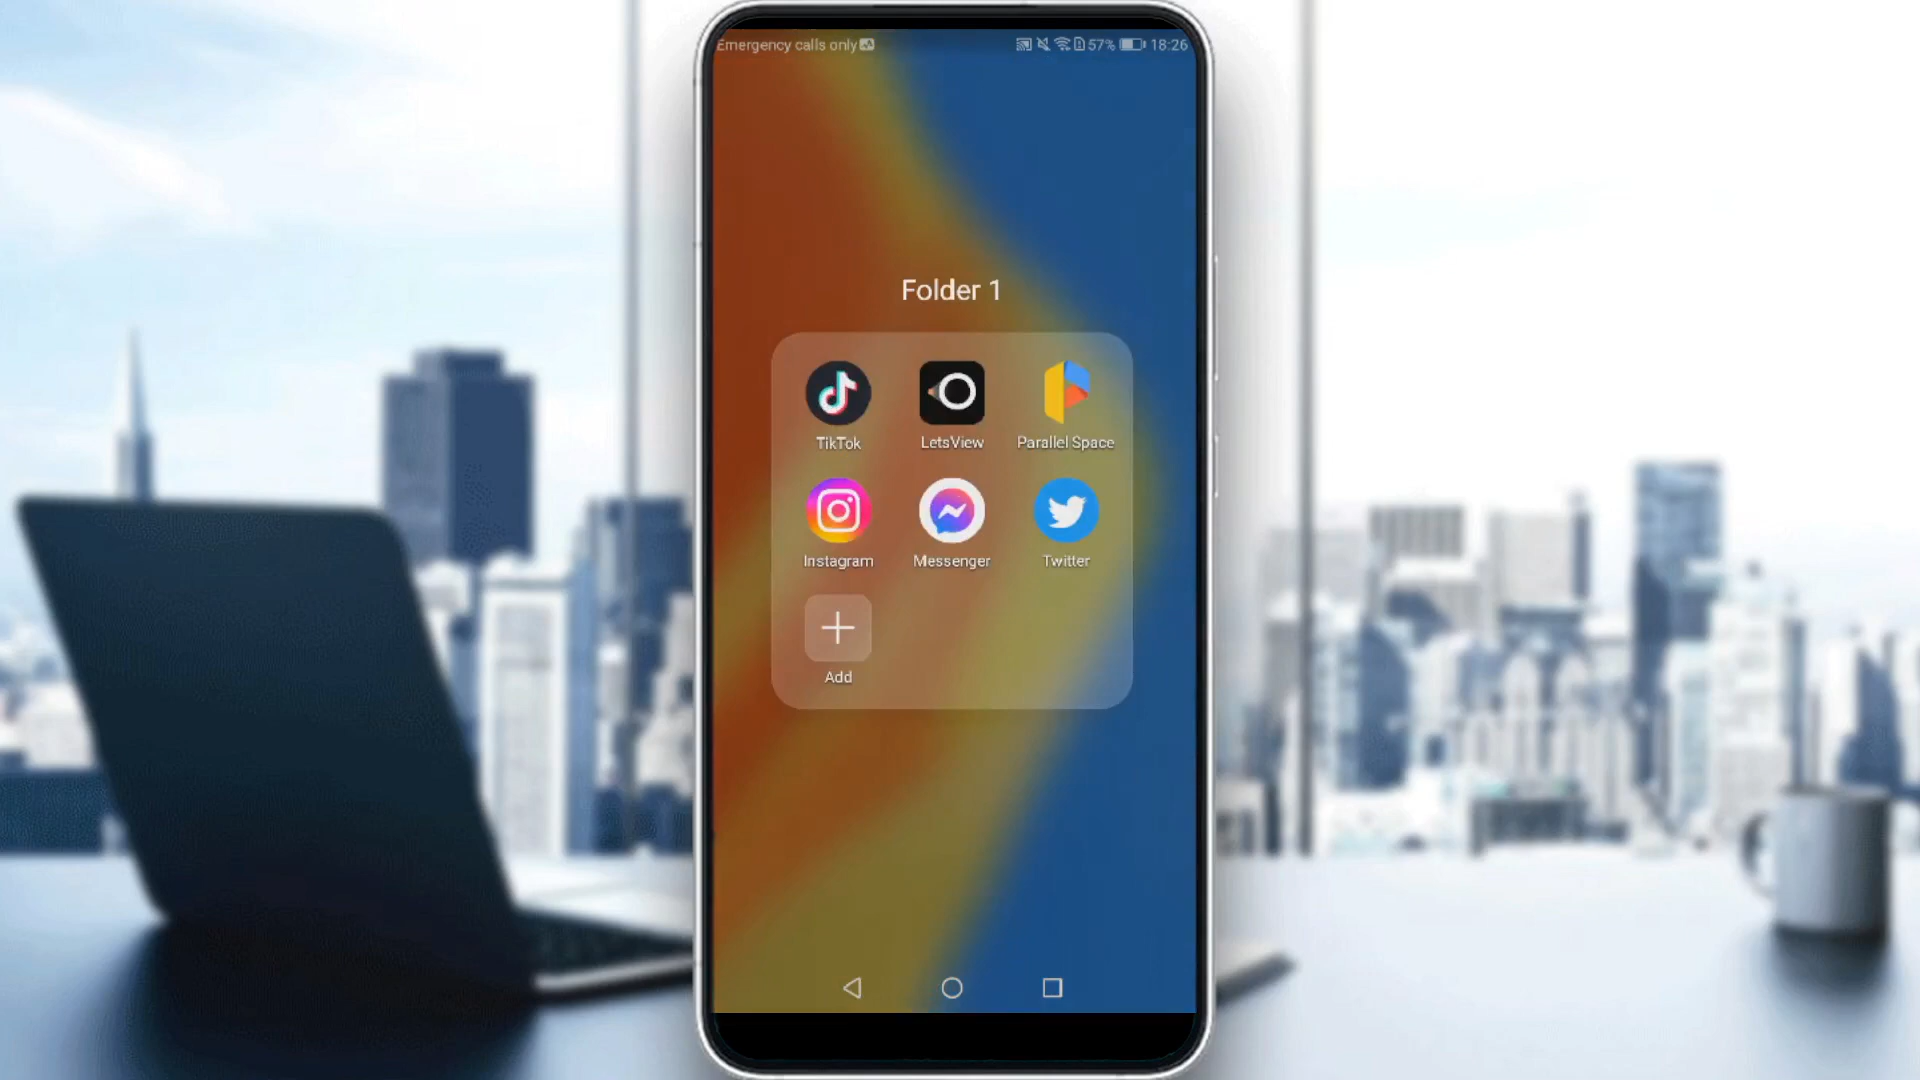 Emergency calls only 57% 18:26
Folder 1
TikTok LetsView Parallel Space
Instagram Messenger Twitter
Add